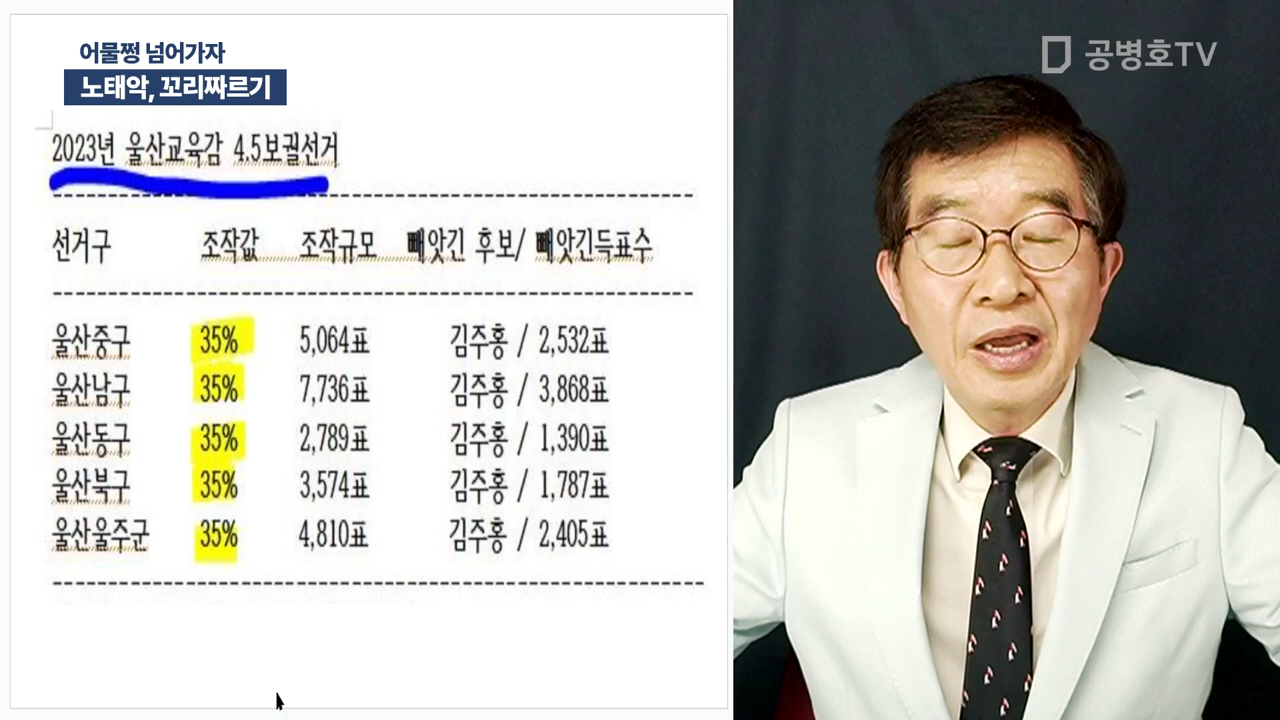 어물쩡 넘어가자
노태악, 꼬리짜르기
공병호TV
2023년 울산교육감 4.5보궐선거
선거구 조작값 조작규모 빼앗긴 후보/ 빼앗긴득표수
울산중구 35% 5,064표 김주홍 / 2,532표
울산남구 35% 7,736표 김주홍 / 3,868표
울산동구 35% 2,789표 김주홍 / 1,390표
울산북구 35% 3,574표 김주홍 / 1,787표
울산울주군 35% 4,810표 김주홍 / 2,405표